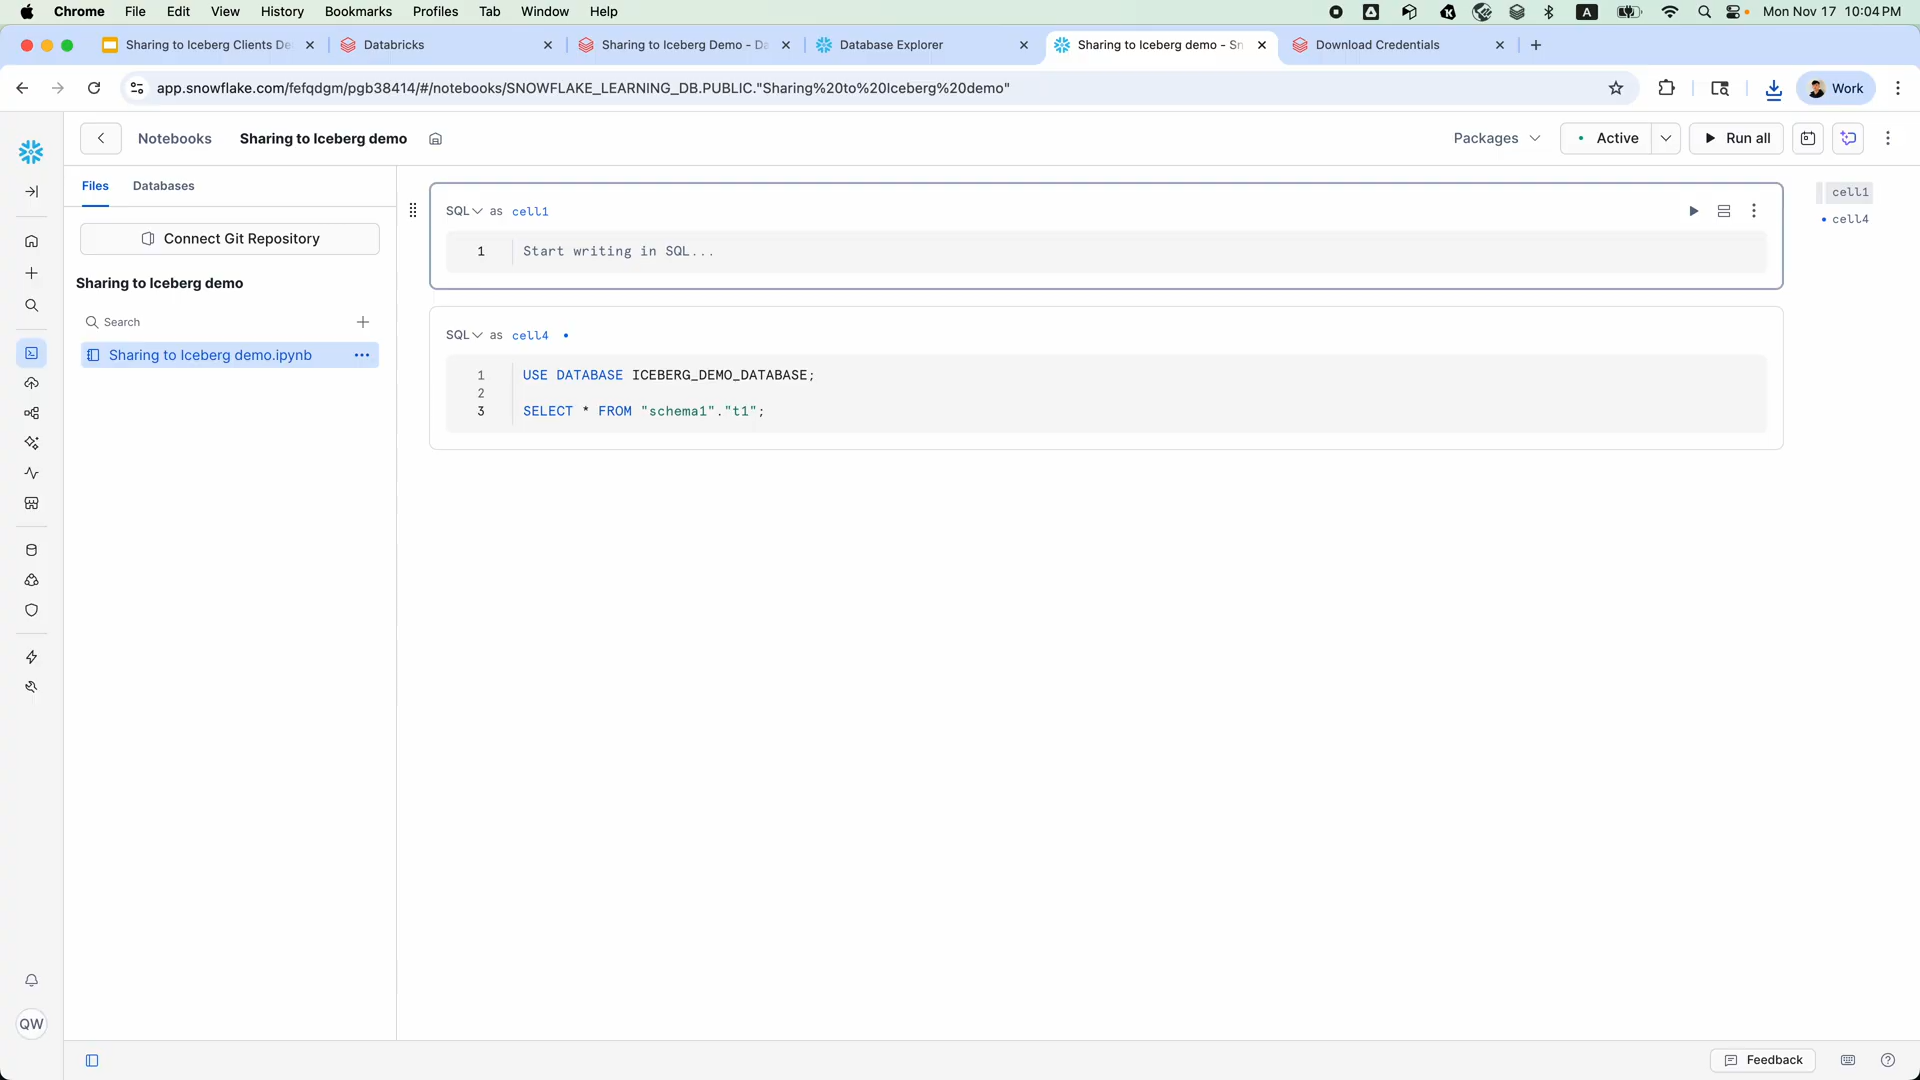 Chrome File Edit View History Bookmarks Profiles Tab Window Help
A
Mon Nov 17 10:04 PM
Sharing to Iceberg Clients De
Databricks
Sharing to Iceberg Demo - Da
Database Explorer
Sharing to Iceberg demo - Sn
Download Credentials
app.snowflake.com/fefqdgm/pgb38414/#/notebooks/SNOWFLAKE_LEARNING_DB.PUBLIC."Sharing%20to%20Iceberg%20demo"
Work
Notebooks
Sharing to Iceberg demo
Packages
Active
Run all
Files
Databases
Connect Git Repository
Sharing to Iceberg demo
Search
Sharing to Iceberg demo.ipynb
SQL as cell1
1 Start writing in SQL...
SQL as cell4
1 USE DATABASE ICEBERG_DEMO_DATABASE;
2
3 SELECT * FROM "schema1"."t1";
cell1
cell4
QW
Feedback